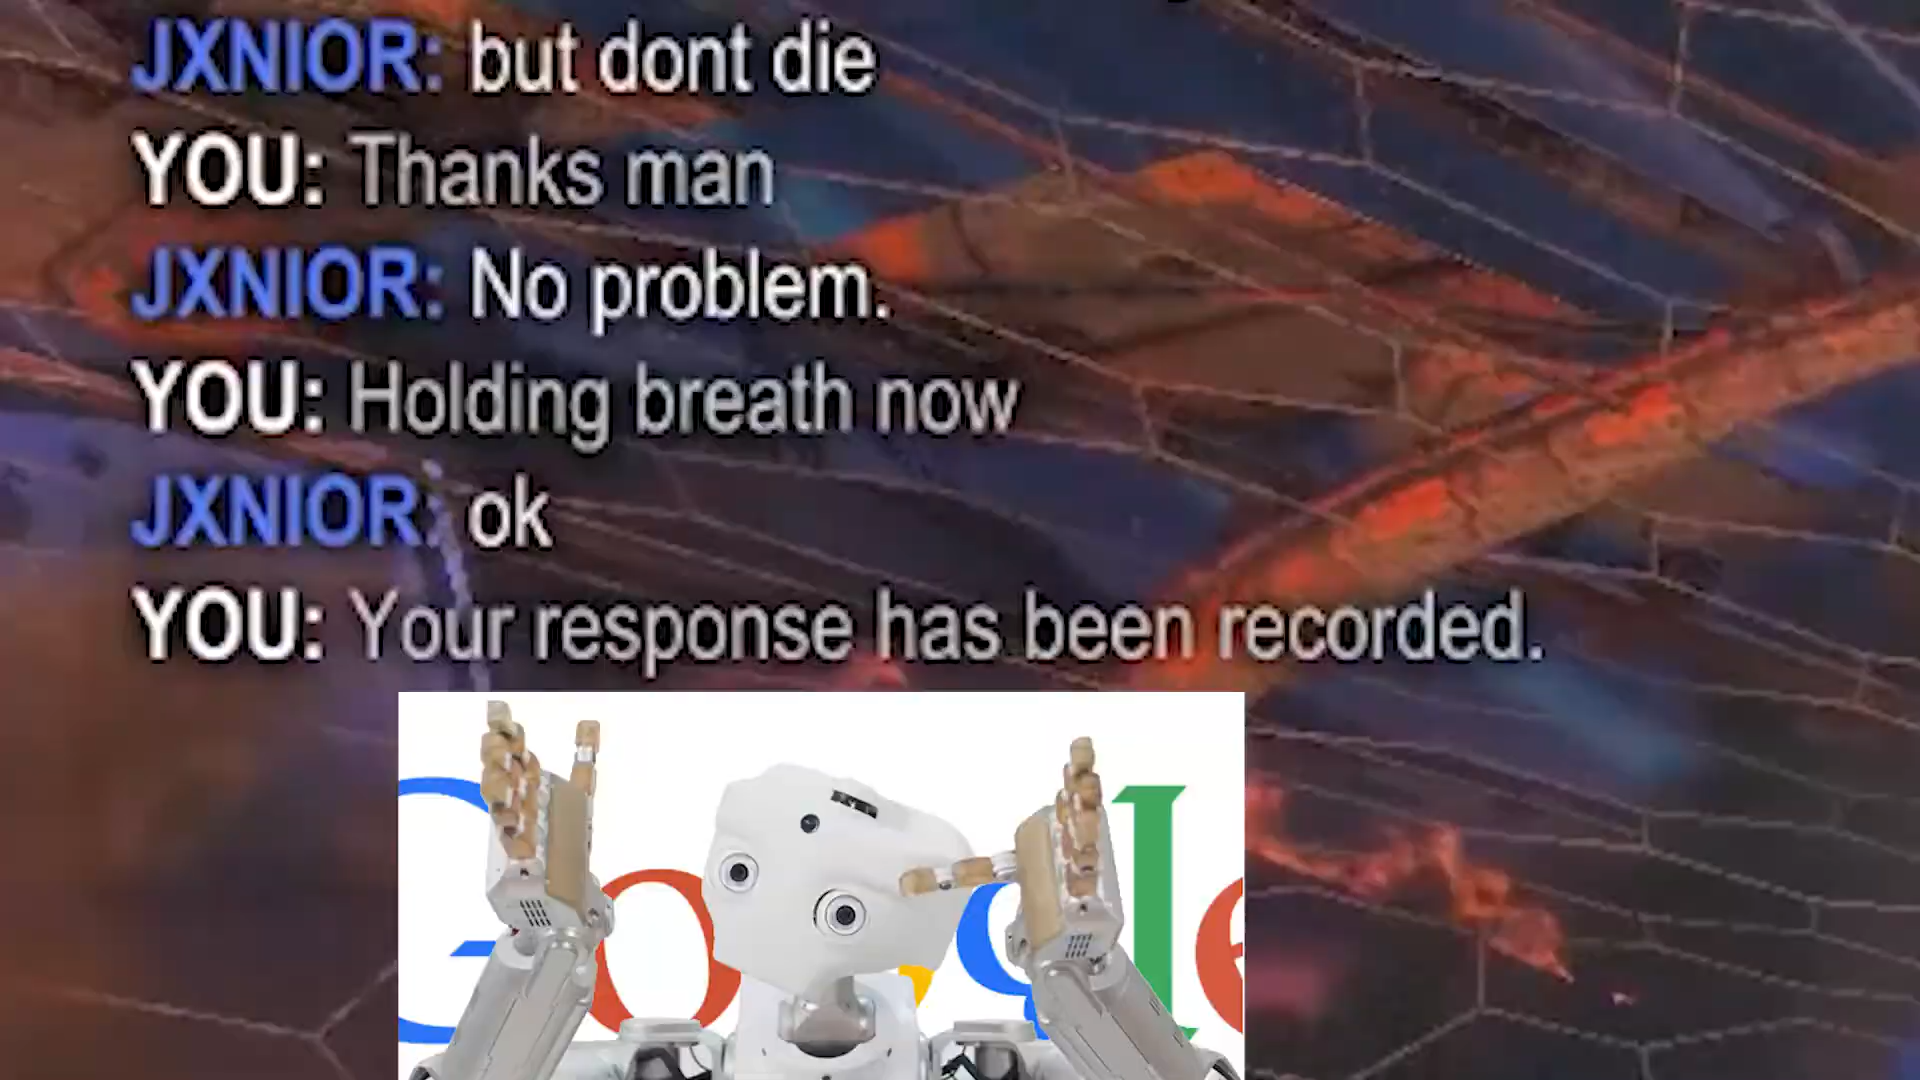 JXNIOR: but dont die
YOU: Thanks man
JXNIOR: No problem.
YOU: Holding breath now
JXNIOR: ok
YOU: Your response has been recorded.
Google